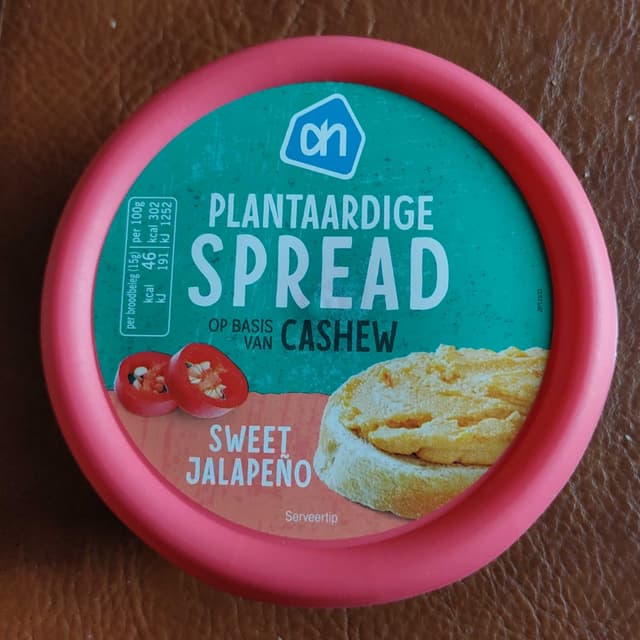 ah
PLANTAARDIGE
SPREAD
OP BASIS
VAN CASHEW
per broodbeleg (15g) per 100g
kcal 46 kcal 302
kJ 191 kJ 1252
SWEET
JALAPEÑO
Serveertip